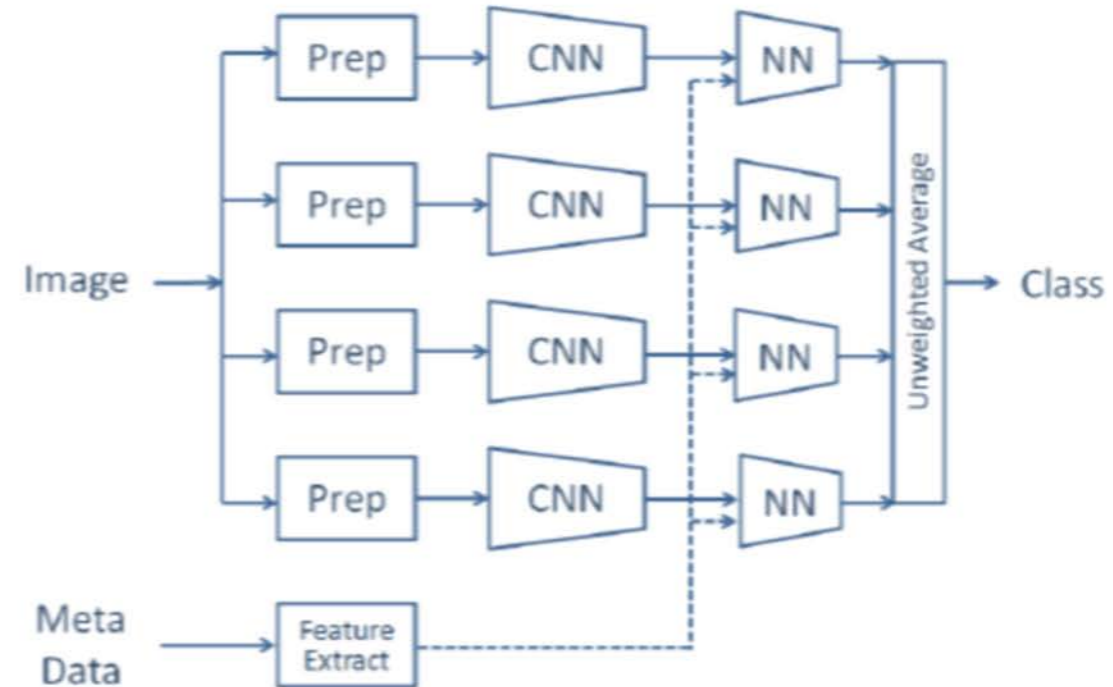 Prep
CNN
NN
Prep
CNN
NN
Image
Unweighted Average
Class
Prep
CNN
NN
Prep
CNN
NN
Meta
Data
Feature
Extract